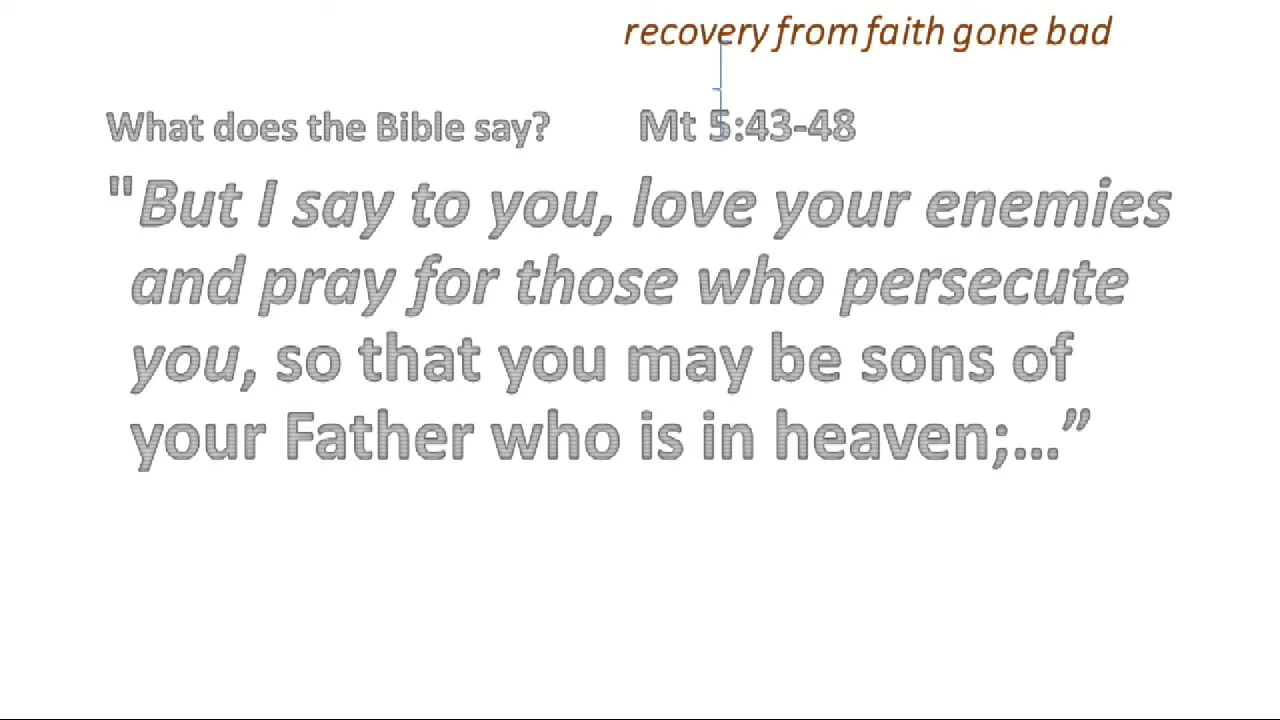 recovery from faith gone bad
What does the Bible say? Mt 5:43-48
"But I say to you, love your enemies
and pray for those who persecute
you, so that you may be sons of
your Father who is in heaven;...”